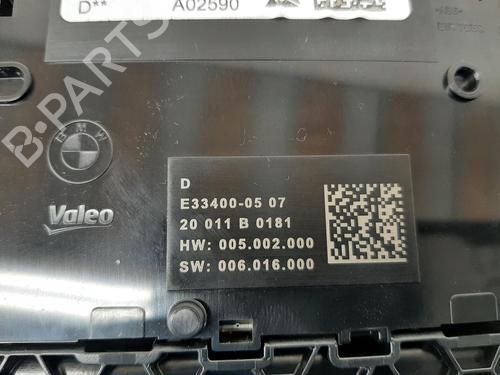 D** A02590
B-PARTS
BMW
Valeo
D
E33400-05 07
20 011 B 0181
HW: 005.002.000
SW: 006.016.000